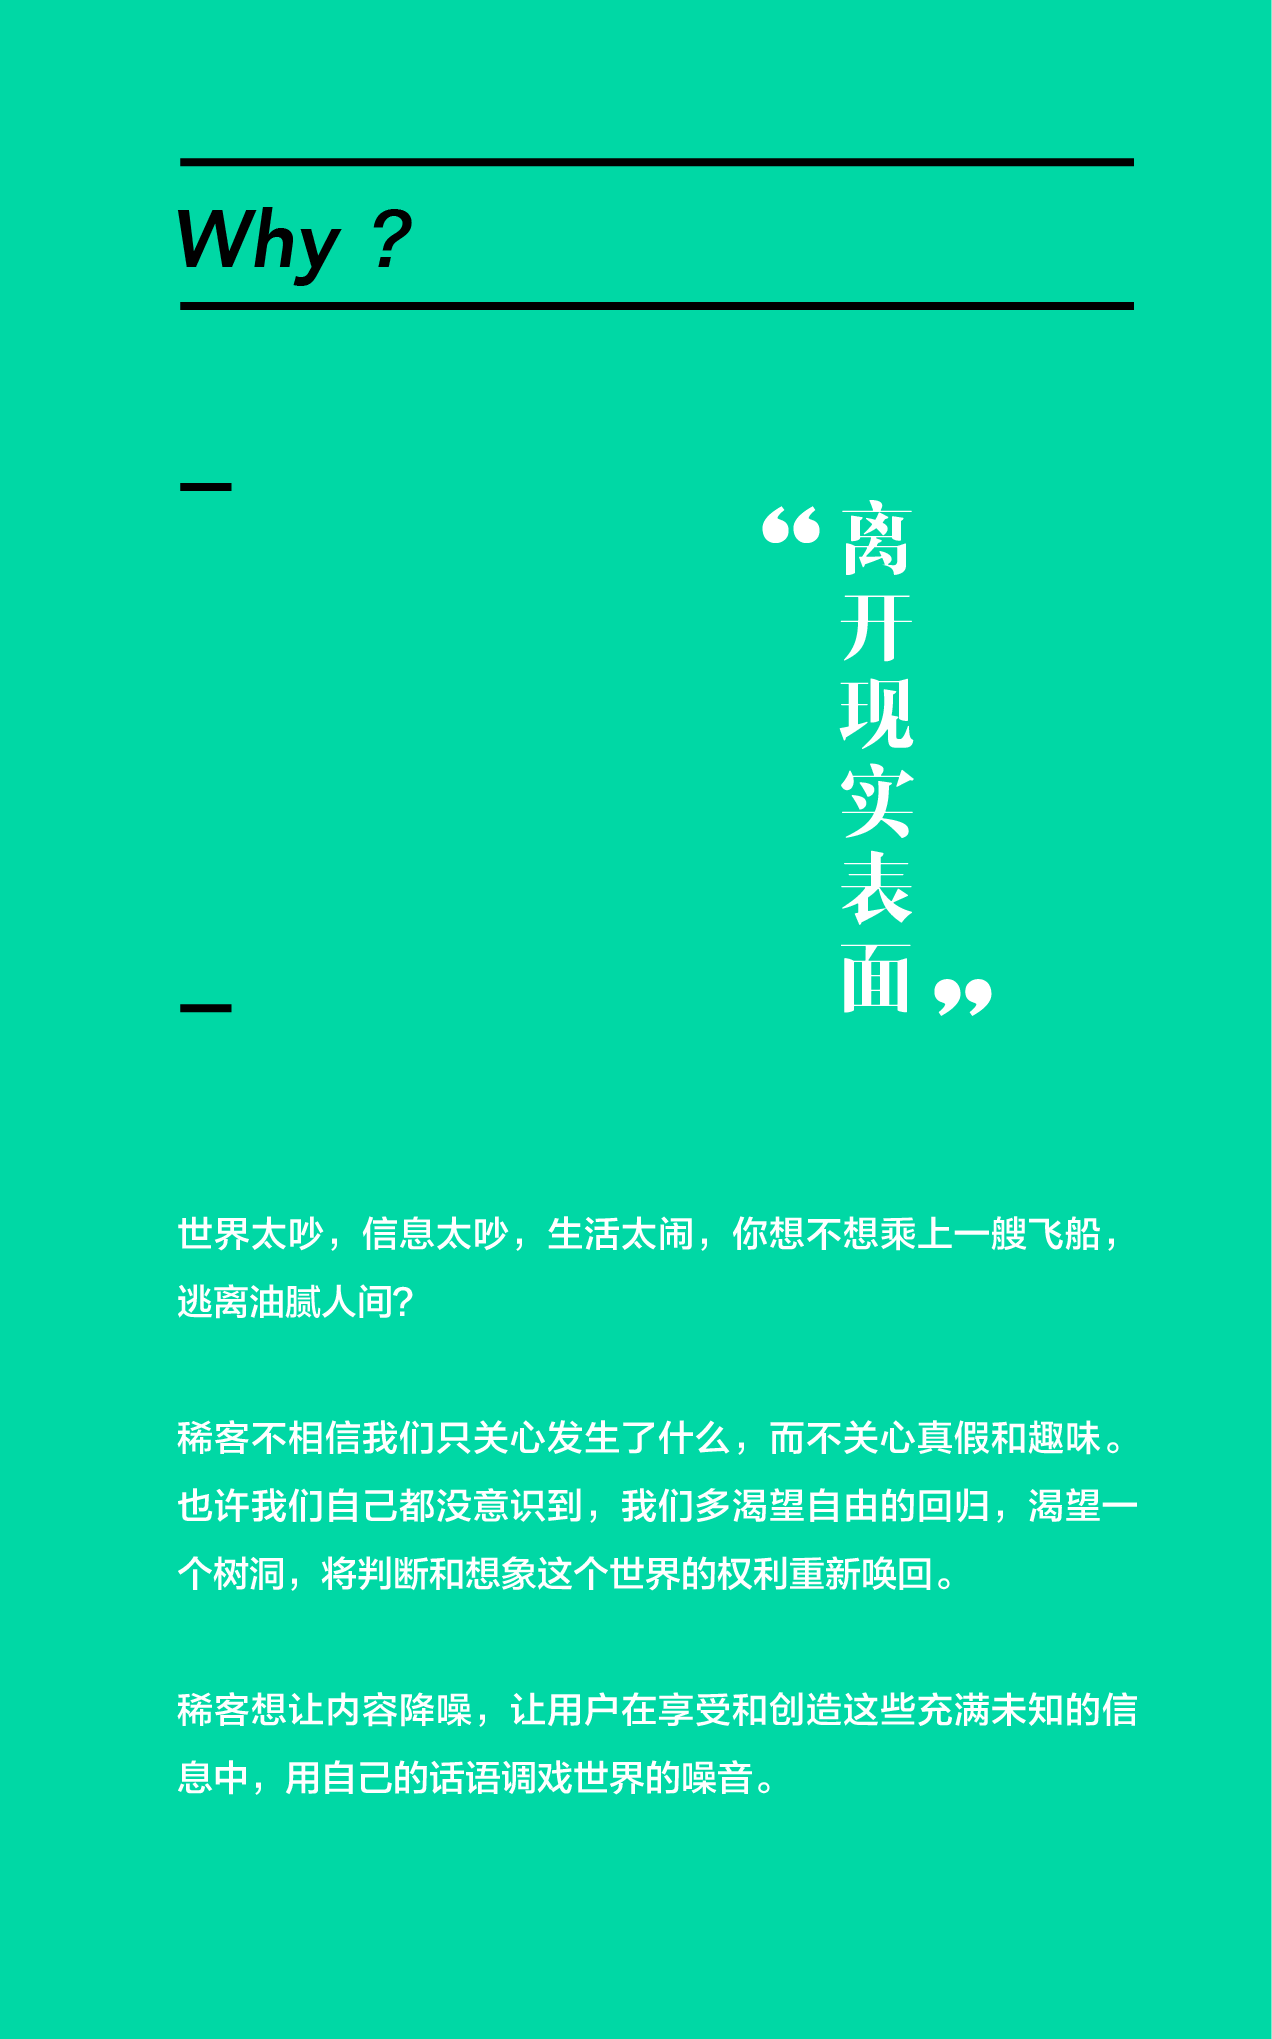 Why ?
“离开现实表面”
世界太吵，信息太吵，生活太闹，你想不想乘上一艘飞船，
逃离油腻人间?
稀客不相信我们只关心发生了什么，而不关心真假和趣味。
也许我们自己都没意识到，我们多渴望自由的回归，渴望一
个树洞，将判断和想象这个世界的权利重新唤回。
稀客想让内容降噪，让用户在享受和创造这些充满未知的信
息中，用自己的话语调戏世界的噪音。